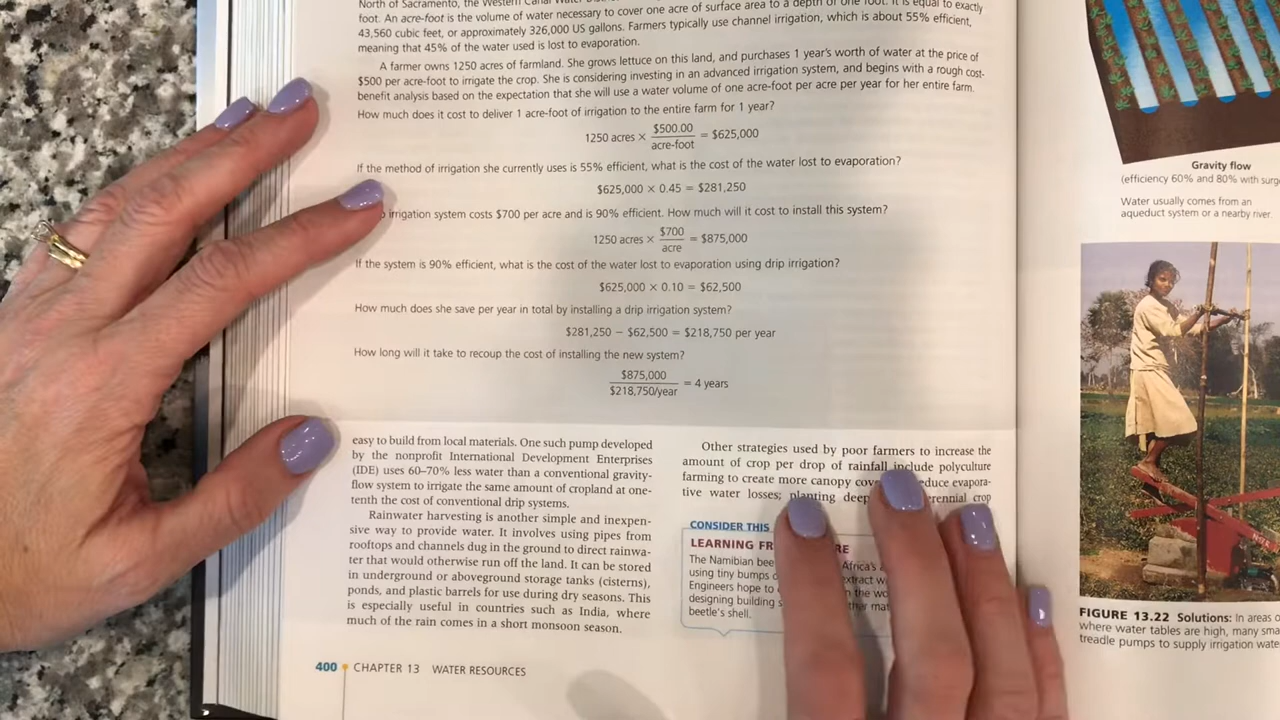 North of Sacramento, the Western Canal Water
foot. An acre-foot is the volume of water necessary to cover one acre of surface area to a depth of one foot. It is equal to exactly
43,560 cubic feet, or approximately 326,000 US gallons. Farmers typically use channel irrigation, which is about 55% efficient,
meaning that 45% of the water used is lost to evaporation.
A farmer owns 1250 acres of farmland. She grows lettuce on this land, and purchases 1 year's worth of water at the price of
$500 per acre-foot to irrigate the crop. She is considering investing in an advanced irrigation system, and begins with a rough cost-
benefit analysis based on the expectation that she will use a water volume of one acre-foot per acre per year for her entire farm.
How much does it cost to deliver 1 acre-foot of irrigation to the entire farm for 1 year?
1250 acres × $500.00 / acre-foot = $625,000
If the method of irrigation she currently uses is 55% efficient, what is the cost of the water lost to evaporation?
$625,000 × 0.45 = $281,250
irrigation system costs $700 per acre and is 90% efficient. How much will it cost to install this system?
1250 acres × $700 / acre = $875,000
If the system is 90% efficient, what is the cost of the water lost to evaporation using drip irrigation?
$625,000 × 0.10 = $62,500
How much does she save per year in total by installing a drip irrigation system?
$281,250 − $62,500 = $218,750 per year
How long will it take to recoup the cost of installing the new system?
$875,000 / $218,750/year = 4 years
easy to build from local materials. One such pump developed
by the nonprofit International Development Enterprises
(IDE) uses 60–70% less water than a conventional gravity-
flow system to irrigate the same amount of cropland at one-
tenth the cost of conventional drip systems.
Rainwater harvesting is another simple and inexpen-
sive way to provide water. It involves using pipes from
rooftops and channels dug in the ground to direct rainwa-
ter that would otherwise run off the land. It can be stored
in underground or aboveground storage tanks (cisterns),
ponds, and plastic barrels for use during dry seasons. This
is especially useful in countries such as India, where
much of the rain comes in a short monsoon season.
Other strategies used by poor farmers to increase the
amount of crop per drop of rainfall include polyculture
farming to create more canopy cov educe evapora-
tive water losses; planting deep erennial crop
CONSIDER THIS
LEARNING FR RE
The Namibian bee Africa's
using tiny bumps extract w
Engineers hope to the wo
designing building s that mat
beetle's shell.
400 CHAPTER 13 WATER RESOURCES
Gravity flow
(efficiency 60% and 80% with surg
Water usually comes from an
aqueduct system or a nearby river.
FIGURE 13.22 Solutions: In areas o
where water tables are high, many sma
treadle pumps to supply irrigation wate